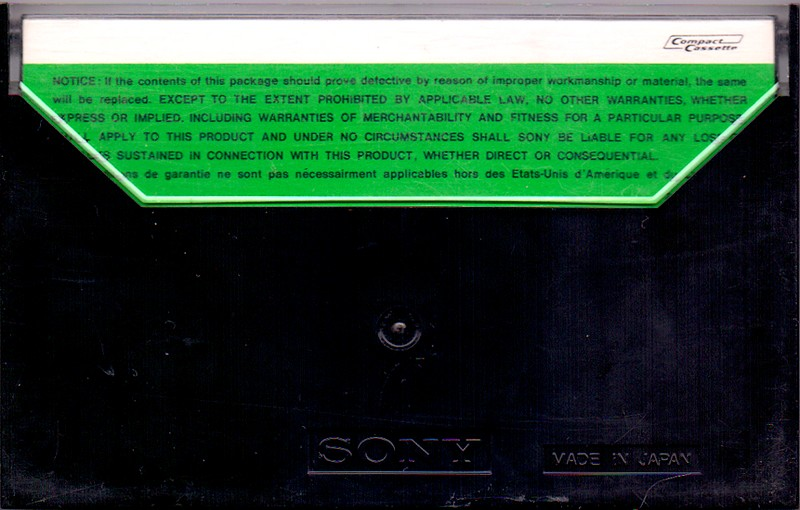 Compact
Cassette
NOTICE: If the contents of this package should prove defective by reason of improper workmanship or material, the same
will be replaced. EXCEPT TO THE EXTENT PROHIBITED BY APPLICABLE LAW, NO OTHER WARRANTIES, WHETHER
EXPRESS OR IMPLIED, INCLUDING WARRANTIES OF MERCHANTABILITY AND FITNESS FOR A PARTICULAR PURPOSE
APPLY TO THIS PRODUCT AND UNDER NO CIRCUMSTANCES SHALL SONY BE LIABLE FOR ANY
SUSTAINED IN CONNECTION WITH THIS PRODUCT, WHETHER DIRECT OR CONSEQUENTIAL.
de garantie ne sont pas nécessairment applicables hors des Etats-Unis d'Amérique et
SONY
MADE IN JAPAN